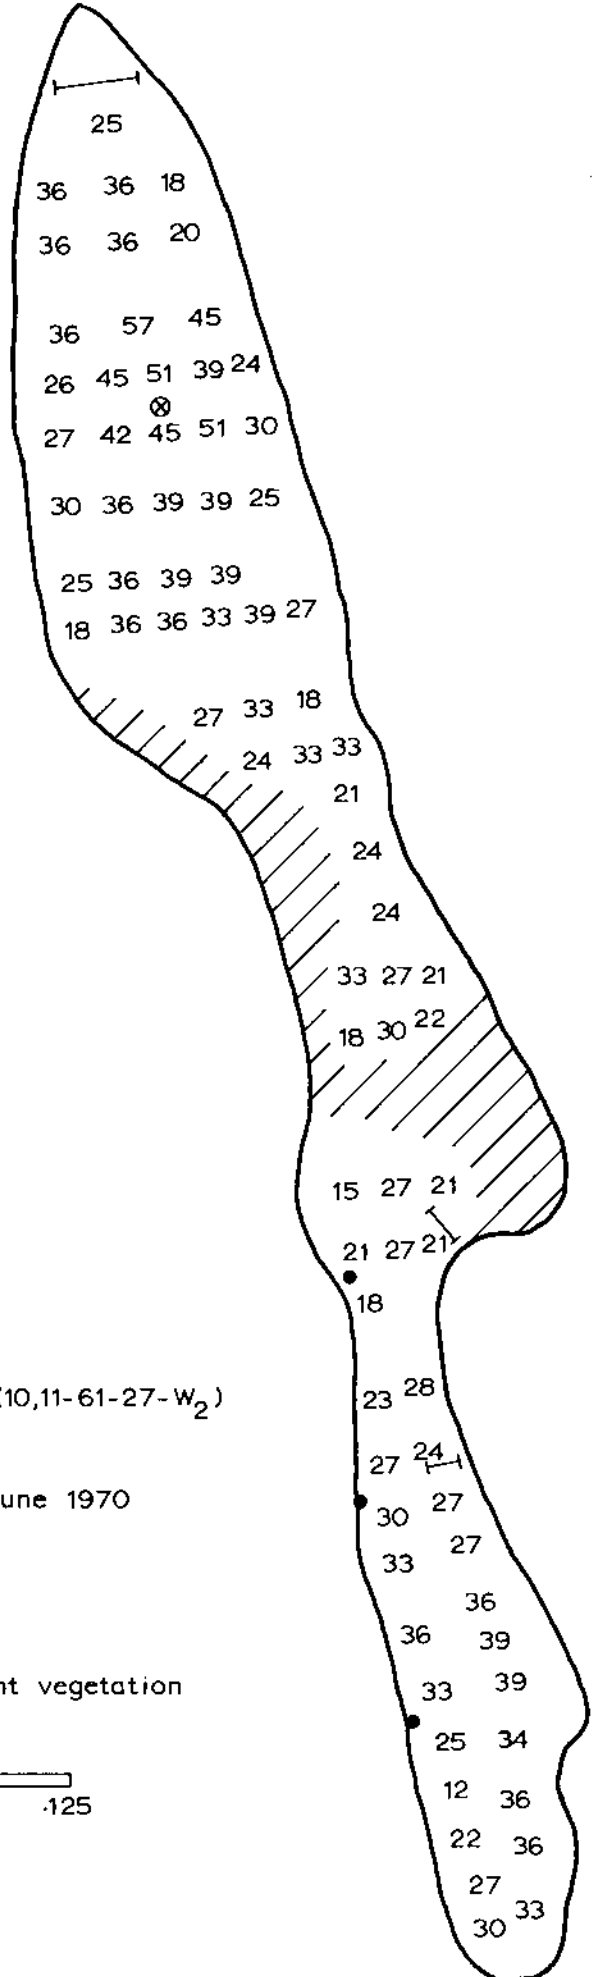 25
36 36 18
36 36 20
36 57 45
26 45 51 39 24
27 42 45 51 30
30 36 39 39 25
25 36 39 39
18 36 36 33 39 27
27 33 18
24 33 33
21
24
24
33 27 21
18 30 22
15 27 21
21 27 21
18
(10,11-61-27-W2)
23 28
27 24
une 1970
30 27
33 27
36
36 39
nt vegetation
33 39
25 34
.125
12 36
22 36
27
30 33